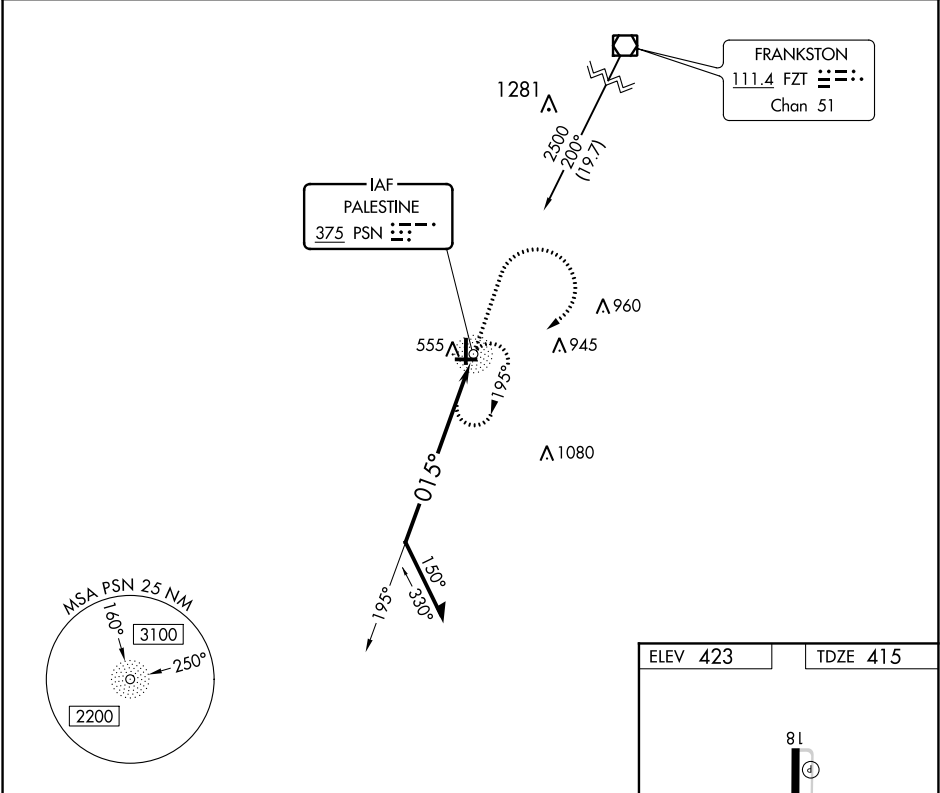 FRANKSTON
111.4 FZT
Chan 51
1281
2500
200°
(19.7)
IAF
PALESTINE
375 PSN
960
555
945
195°
1080
015°
150°
330°
195°
MSA PSN 25 NM
160°
3100
250°
2200
ELEV 423
TDZE 415
18
P